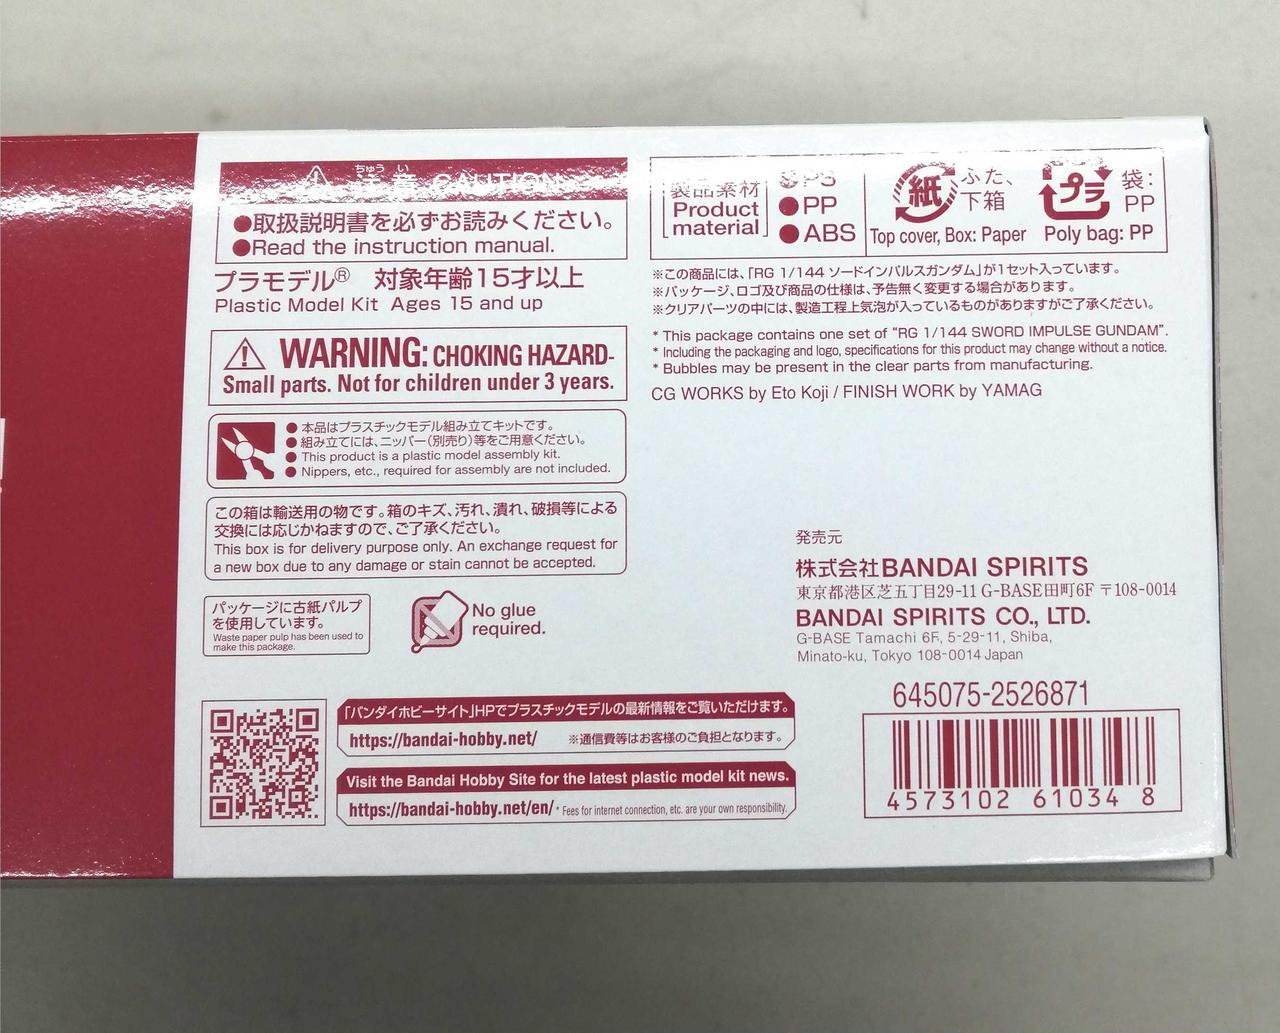 ちゅう い
注意 CAUTION
●取扱説明書を必ずお読みください。
●Read the instruction manual.
プラモデル® 対象年齢15才以上
Plastic Model Kit Ages 15 and up
WARNING: CHOKING HAZARD-
Small parts. Not for children under 3 years.
●本品はプラスチックモデル組み立てキットです。
●組み立てには、ニッパー(別売り)等をご用意ください。
●This product is a plastic model assembly kit.
●Nippers, etc., required for assembly are not included.
この箱は輸送用の物です。箱のキズ、汚れ、潰れ、破損等による
交換には応じかねますので、ご了承ください。
This box is for delivery purpose only. An exchange request for
a new box due to any damage or stain cannot be accepted.
パッケージに古紙パルプ
を使用しています。
Waste paper pulp has been used to
make this package.
No glue
required.
「バンダイホビーサイト」HPでプラスチックモデルの最新情報をご覧いただけます。
https://bandai-hobby.net/ ※通信費等はお客様のご負担となります。
Visit the Bandai Hobby Site for the latest plastic model kit news.
https://bandai-hobby.net/en/ * Fees for internet connection, etc. are your own responsibility.
製品素材
Product
material
●PS
●PP
●ABS
紙
ふた、
下箱
Top cover, Box: Paper
プラ
袋:
PP
Poly bag: PP
※この商品には、「RG 1/144 ソードインパルスガンダム」が1セット入っています。
※パッケージ、ロゴ及び商品の仕様は、予告無く変更する場合があります。
※クリアパーツの中には、製造工程上気泡が入っているものがありますがご了承ください。
* This package contains one set of “RG 1/144 SWORD IMPULSE GUNDAM”.
* Including the packaging and logo, specifications for this product may change without a notice.
* Bubbles may be present in the clear parts from manufacturing.
CG WORKS by Eto Koji / FINISH WORK by YAMAG
発売元
株式会社BANDAI SPIRITS
東京都港区芝五丁目29-11 G-BASE田町6F 〒108-0014
BANDAI SPIRITS CO., LTD.
G-BASE Tamachi 6F, 5-29-11, Shiba,
Minato-ku, Tokyo 108-0014 Japan
645075-2526871
4573102 61034 8